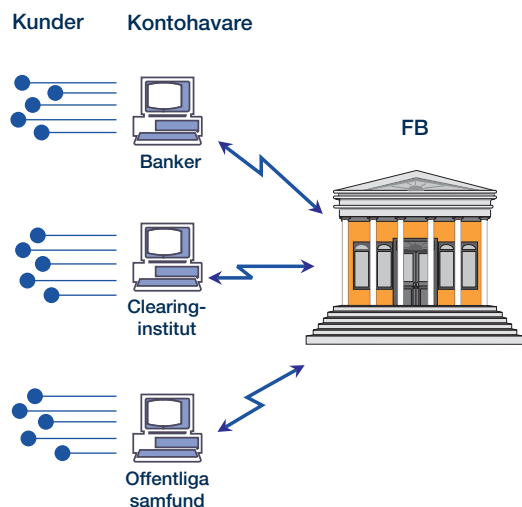 Kunder
Kontohavare
Banker
FB
Clearing-
institut
Offentliga
samfund